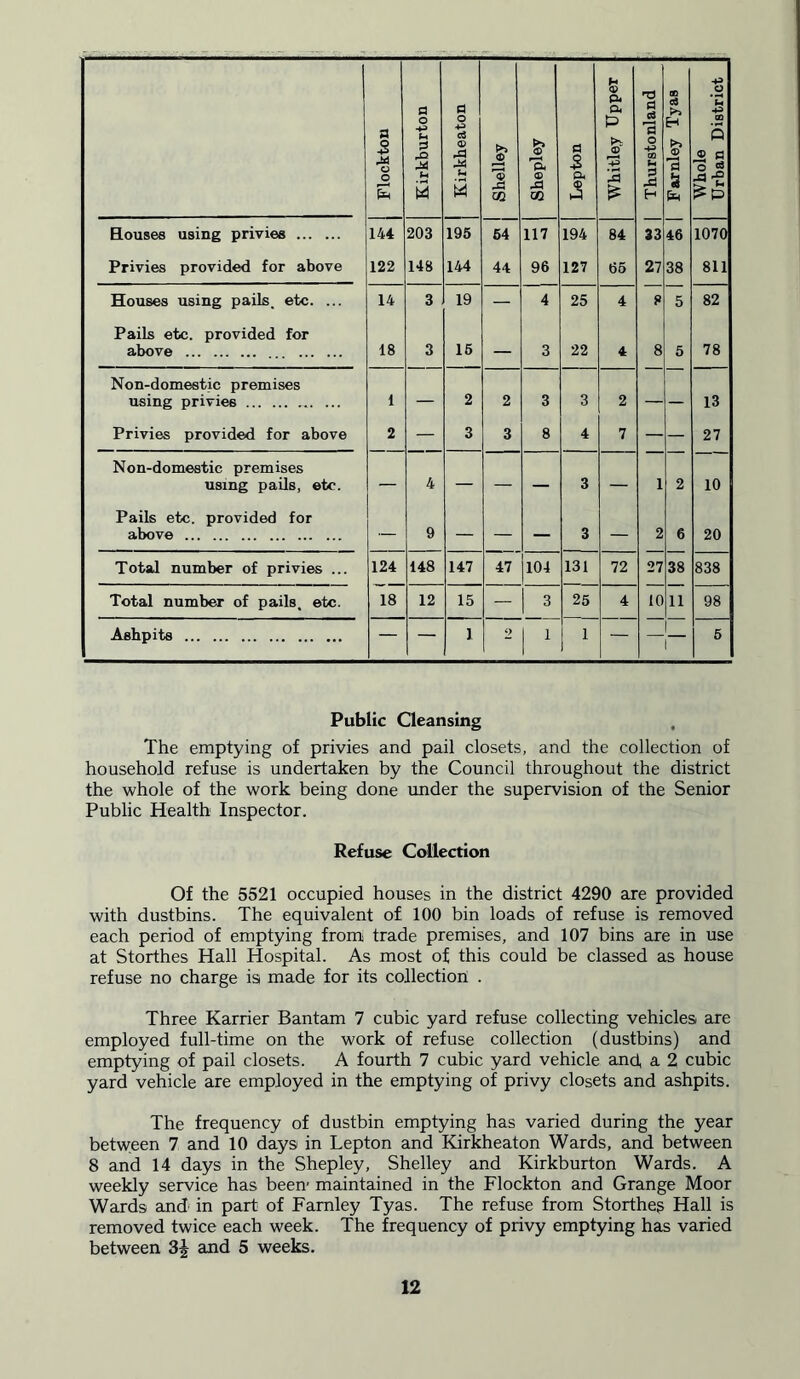 Flockton Kirkburton Kirkheaton Shelley Shepley Lepton Whitley Upper Thurstonland Farnley Tyas Whole Urban District
Houses using privies ... ... 144 203 195 54 117 194 84 33 46 1070
Privies provided for above 122 148 144 44 96 127 65 27 38 811
Houses using pails, etc. ... 14 3 19 — 4 25 4 8 5 82
Pails etc. provided for
above ... ... ... ... ... ... 18 3 15 — 3 22 4 8 5 78
Non-domestic premises
using privies ... ... ... ... 1 — 2 2 3 3 2 — — 13
Privies provided for above 2 — 3 3 8 4 7 — — 27
Non-domestic premises
using pails, etc. — 4 — — — 3 — 1 2 10
Pails etc. provided for
above ... ... ... ... ... ... — 9 — — — 3 — 2 6 20
Total number of privies ... 124 148 147 47 104 131 72 27 38 838
Total number of pails, etc. 18 12 15 — 3 25 4 10 11 98
Ashpits ... ... ... ... ... ... — — 1 2 1 1 — — — 5
Public Cleansing
The emptying of privies and pail closets, and the collection of
household refuse is undertaken by the Council throughout the district
the whole of the work being done under the supervision of the Senior
Public Health Inspector.
Refuse Collection
Of the 5521 occupied houses in the district 4290 are provided
with dustbins. The equivalent of 100 bin loads of refuse is removed
each period of emptying from trade premises, and 107 bins are in use
at Storthes Hall Hospital. As most of this could be classed as house
refuse no charge is made for its collection .
Three Karrier Bantam 7 cubic yard refuse collecting vehicles are
employed full-time on the work of refuse collection (dustbins) and
emptying of pail closets. A fourth 7 cubic yard vehicle and a 2 cubic
yard vehicle are employed in the emptying of privy closets and ashpits.
The frequency of dustbin emptying has varied during the year
between 7 and 10 days in Lepton and Kirkheaton Wards, and between
8 and 14 days in the Shepley, Shelley and Kirkburton Wards. A
weekly service has been maintained in the Flockton and Grange Moor
Wards and in part of Farnley Tyas. The refuse from Storthes Hall is
removed twice each week. The frequency of privy emptying has varied
between 3½ and 5 weeks.
12